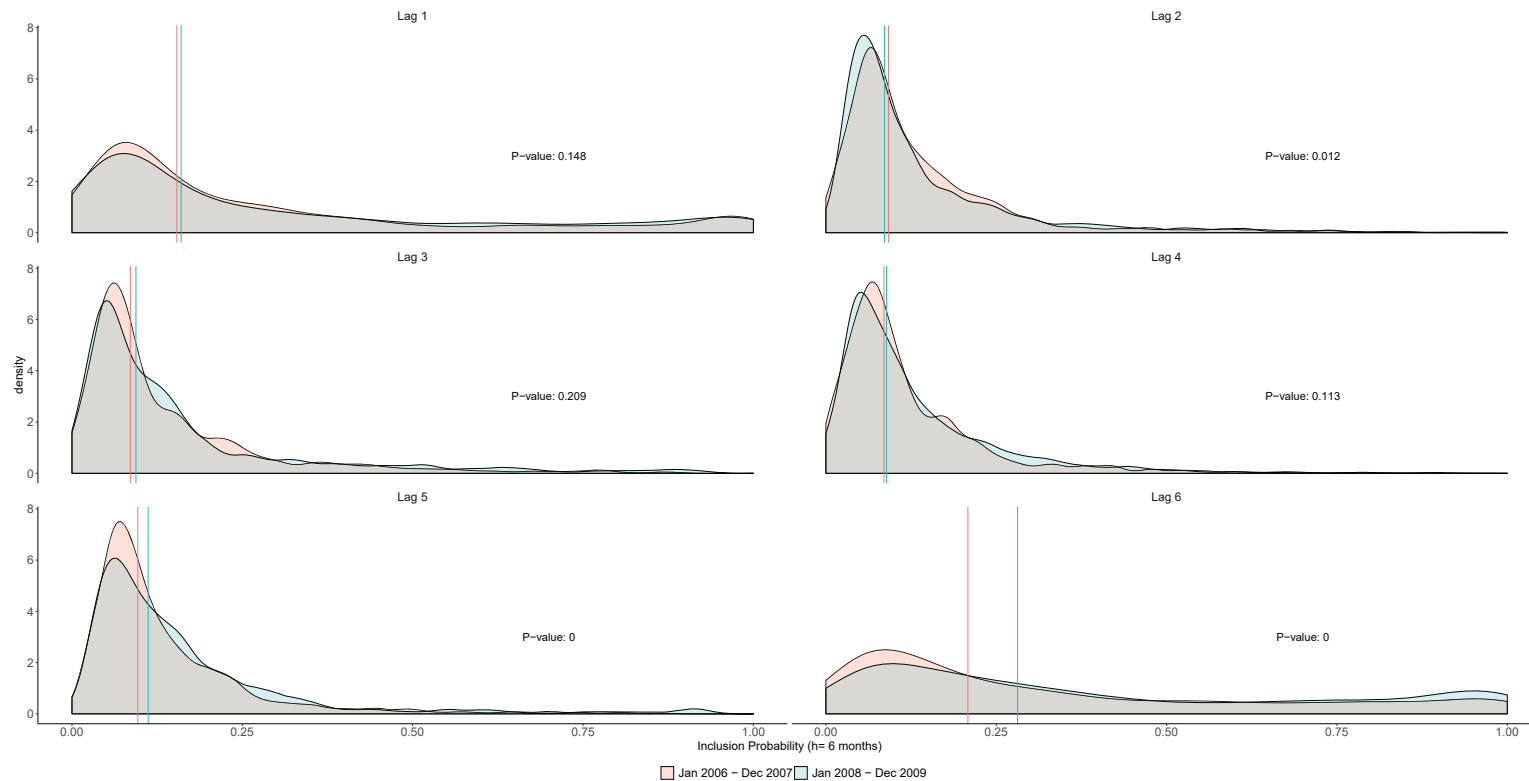 Lag 1
Lag 2
8
6
4
2
0
P−value: 0.148
P−value: 0.012
Lag 3
Lag 4
8
6
4
2
0
density
P−value: 0.209
P−value: 0.113
Lag 5
Lag 6
8
6
4
2
0
P−value: 0
P−value: 0
0.00 0.25 0.50 0.75 1.00 0.00 0.25 0.50 0.75 1.00
Inclusion Probability (h= 6 months)
Jan 2006 − Dec 2007 Jan 2008 − Dec 2009